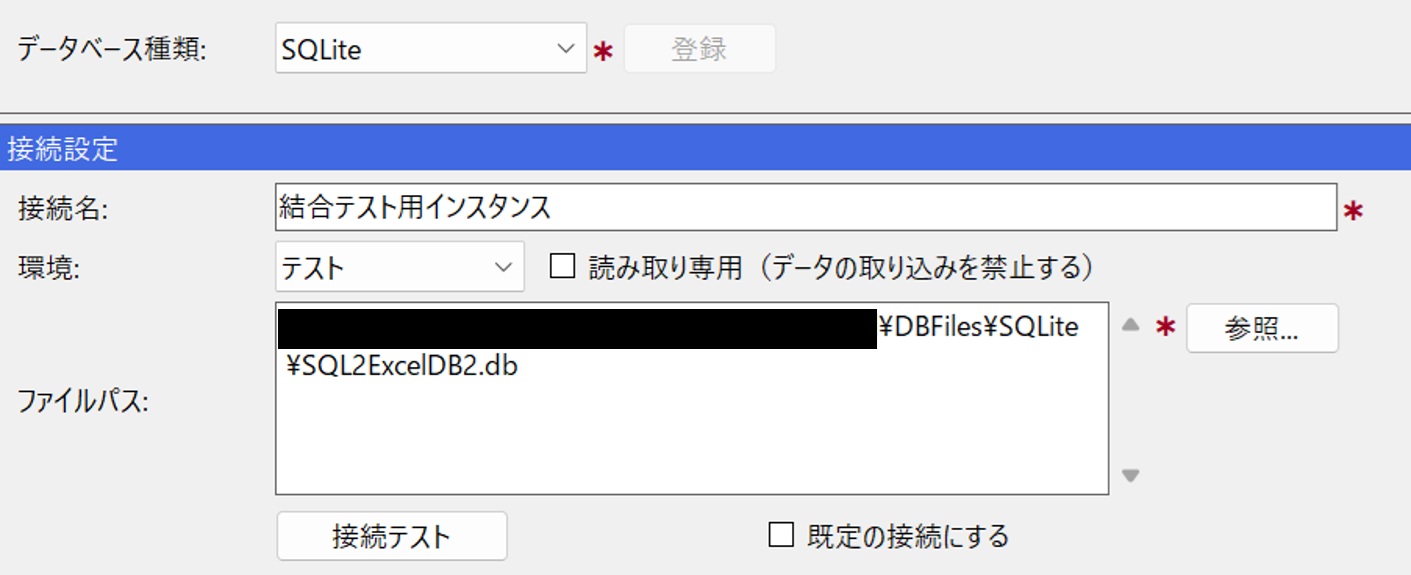 データベース種類: SQLite * 登録
接続設定
接続名: 結合テスト用インスタンス *
環境: テスト 読み取り専用（データの取り込みを禁止する）
¥DBFiles¥SQLite * 参照...
¥SQL2ExcelDB2.db
ファイルパス:
接続テスト 既定の接続にする